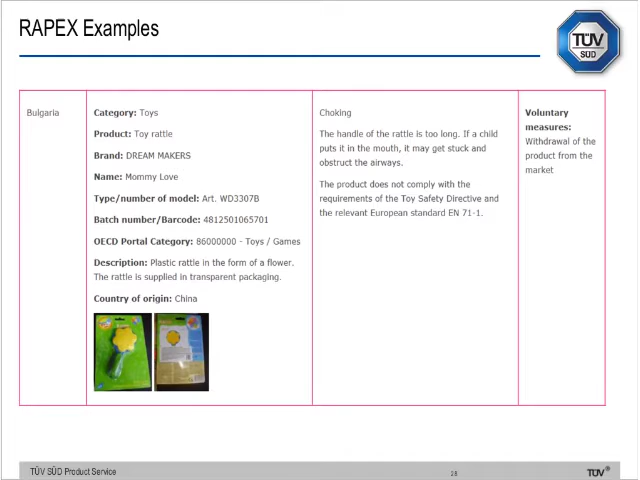 RAPEX Examples
TÜV
SÜD
Bulgaria
Category: Toys
Product: Toy rattle
Brand: DREAM MAKERS
Name: Mommy Love
Type/number of model: Art. WD3307B
Batch number/Barcode: 4812501065701
OECD Portal Category: 86000000 - Toys / Games
Description: Plastic rattle in the form of a flower.
The rattle is supplied in transparent packaging.
Country of origin: China
Choking
The handle of the rattle is too long. If a child
puts it in the mouth, it may get stuck and
obstruct the airways.
The product does not comply with the
requirements of the Toy Safety Directive and
the relevant European standard EN 71-1.
Voluntary
measures:
Withdrawal of the
product from the
market
TÜV SÜD Product Service
28
TÜV®